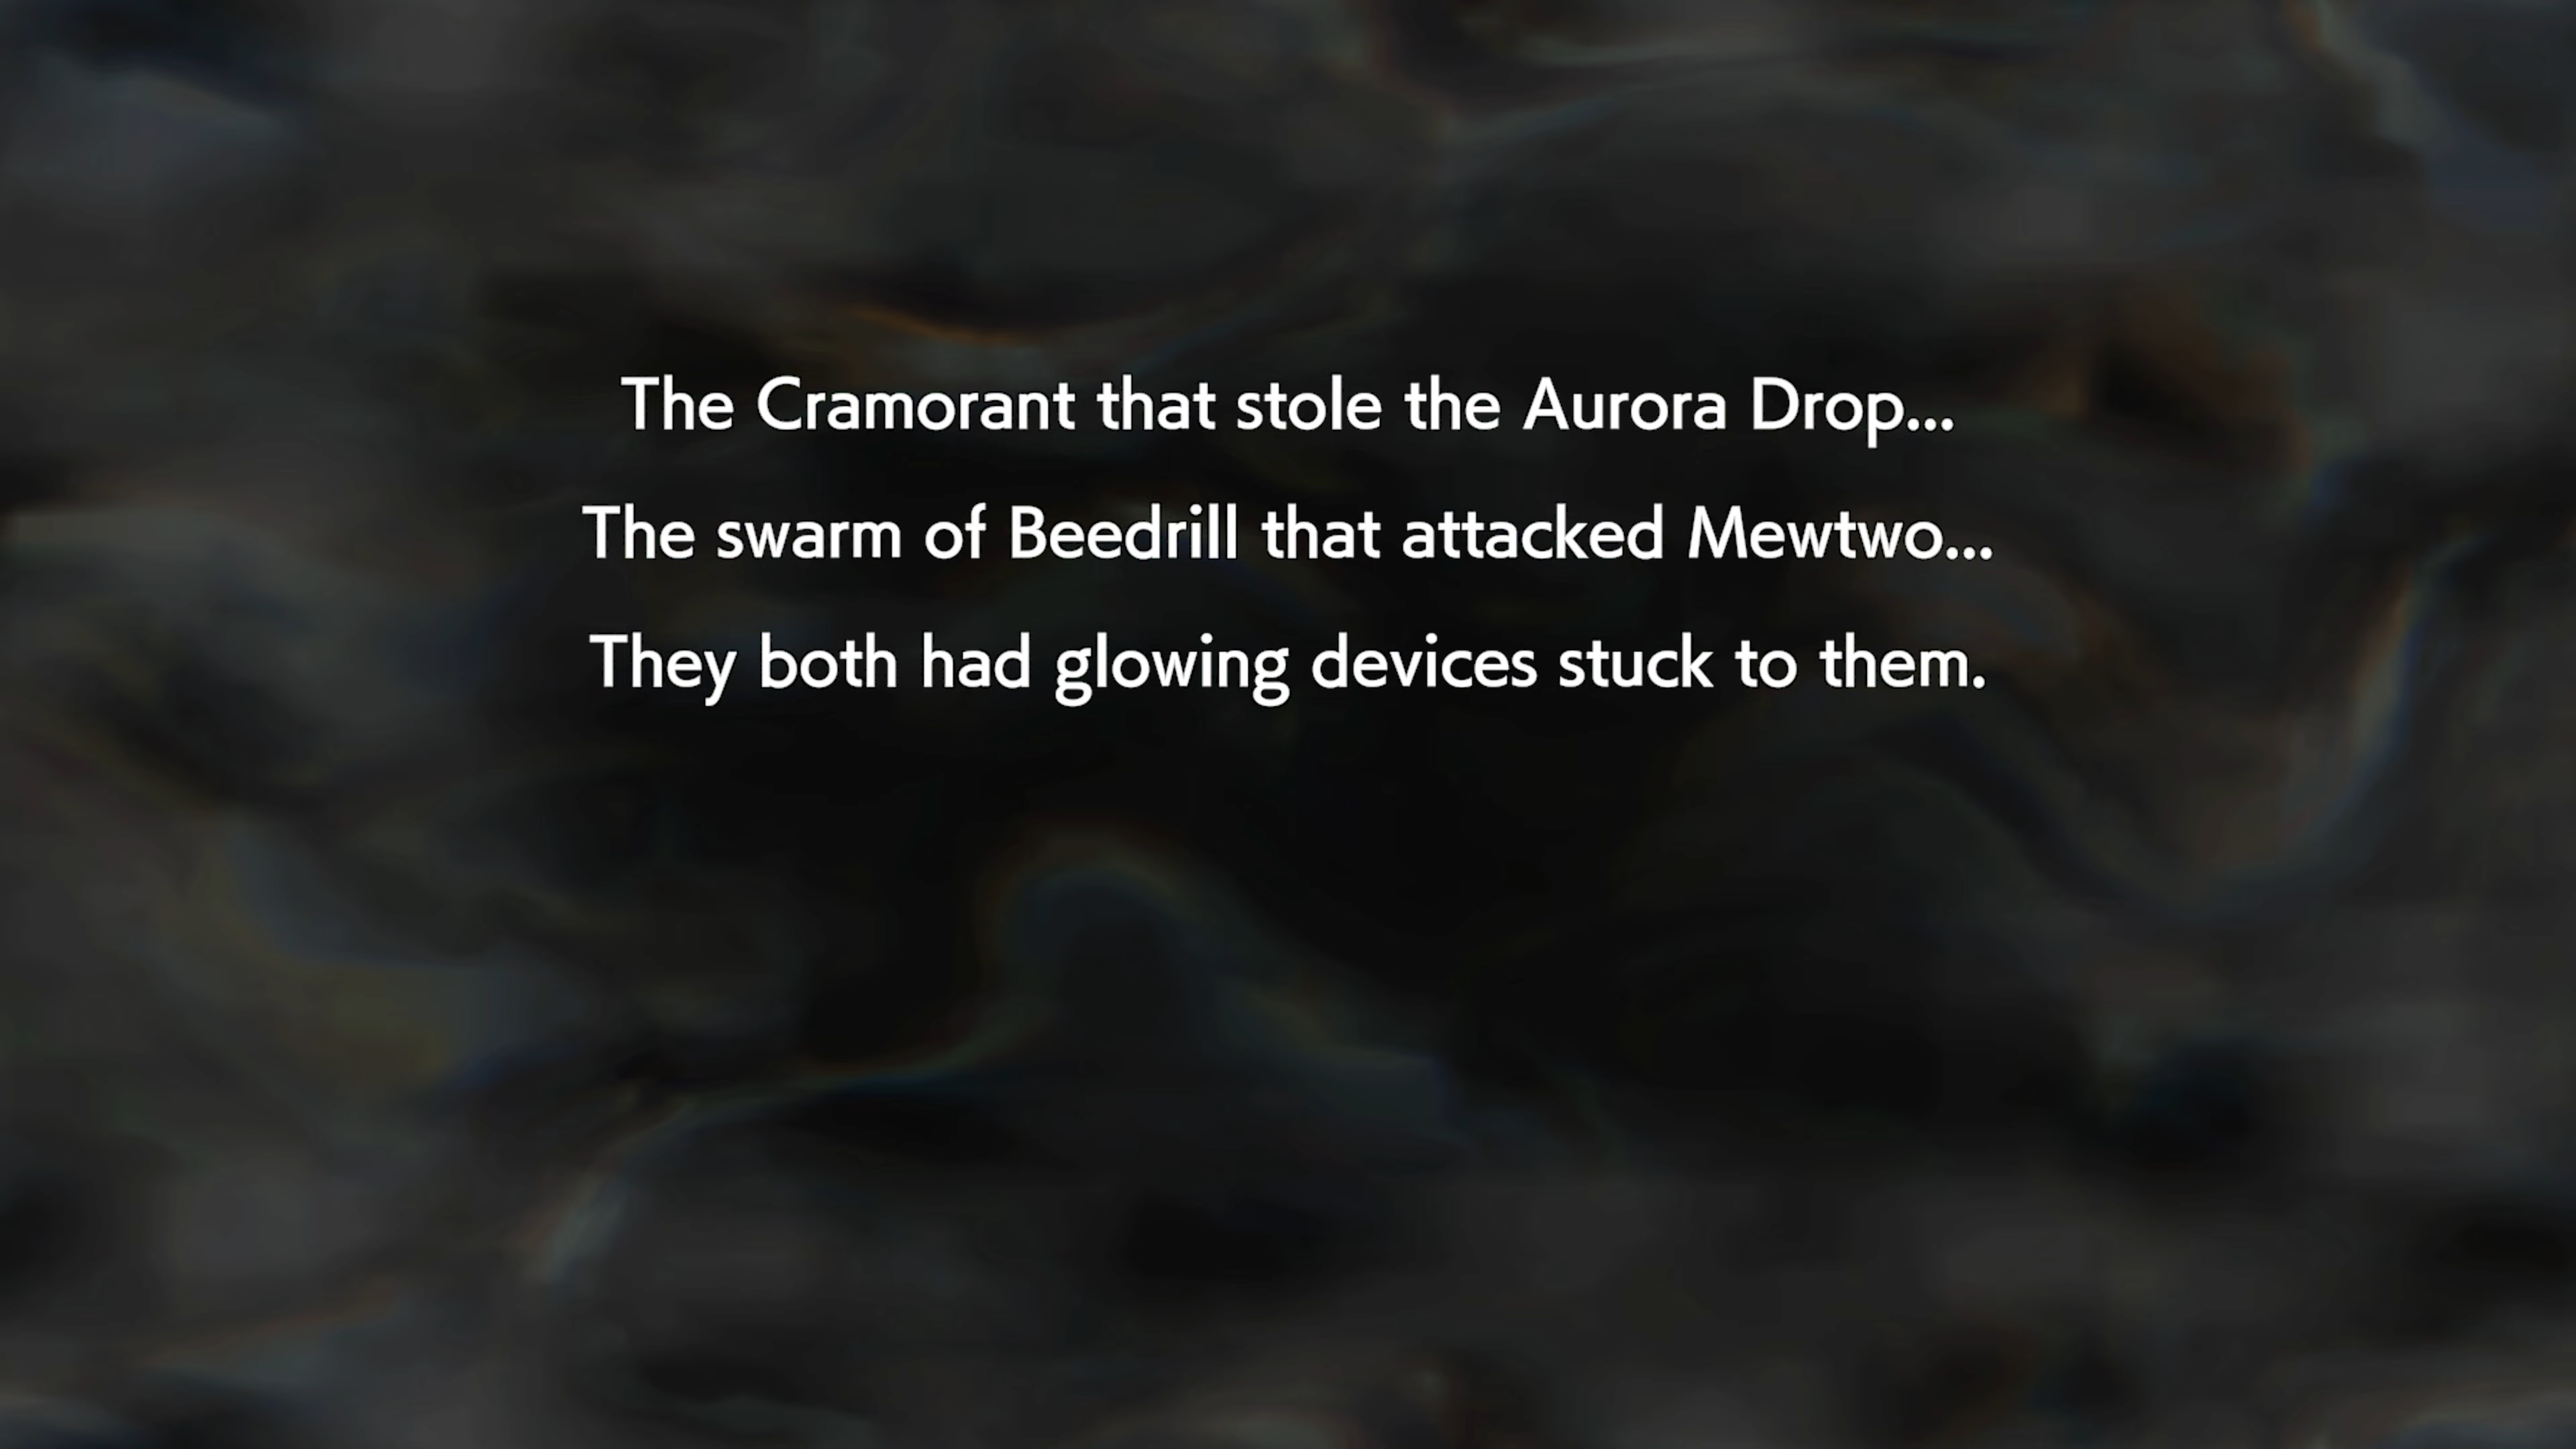 The Cramorant that stole the Aurora Drop...
The swarm of Beedrill that attacked Mewtwo...
They both had glowing devices stuck to them.